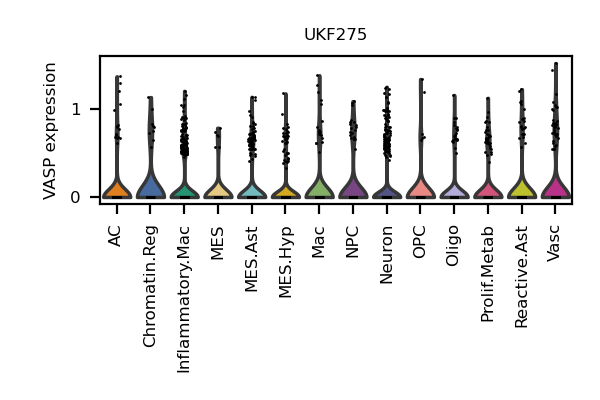 UKF275
VASP expression
1
0
AC
Chromatin.Reg
Inflammatory.Mac
MES
MES.Ast
MES.Hyp
Mac
NPC
Neuron
OPC
Oligo
Prolif.Metab
Reactive.Ast
Vasc